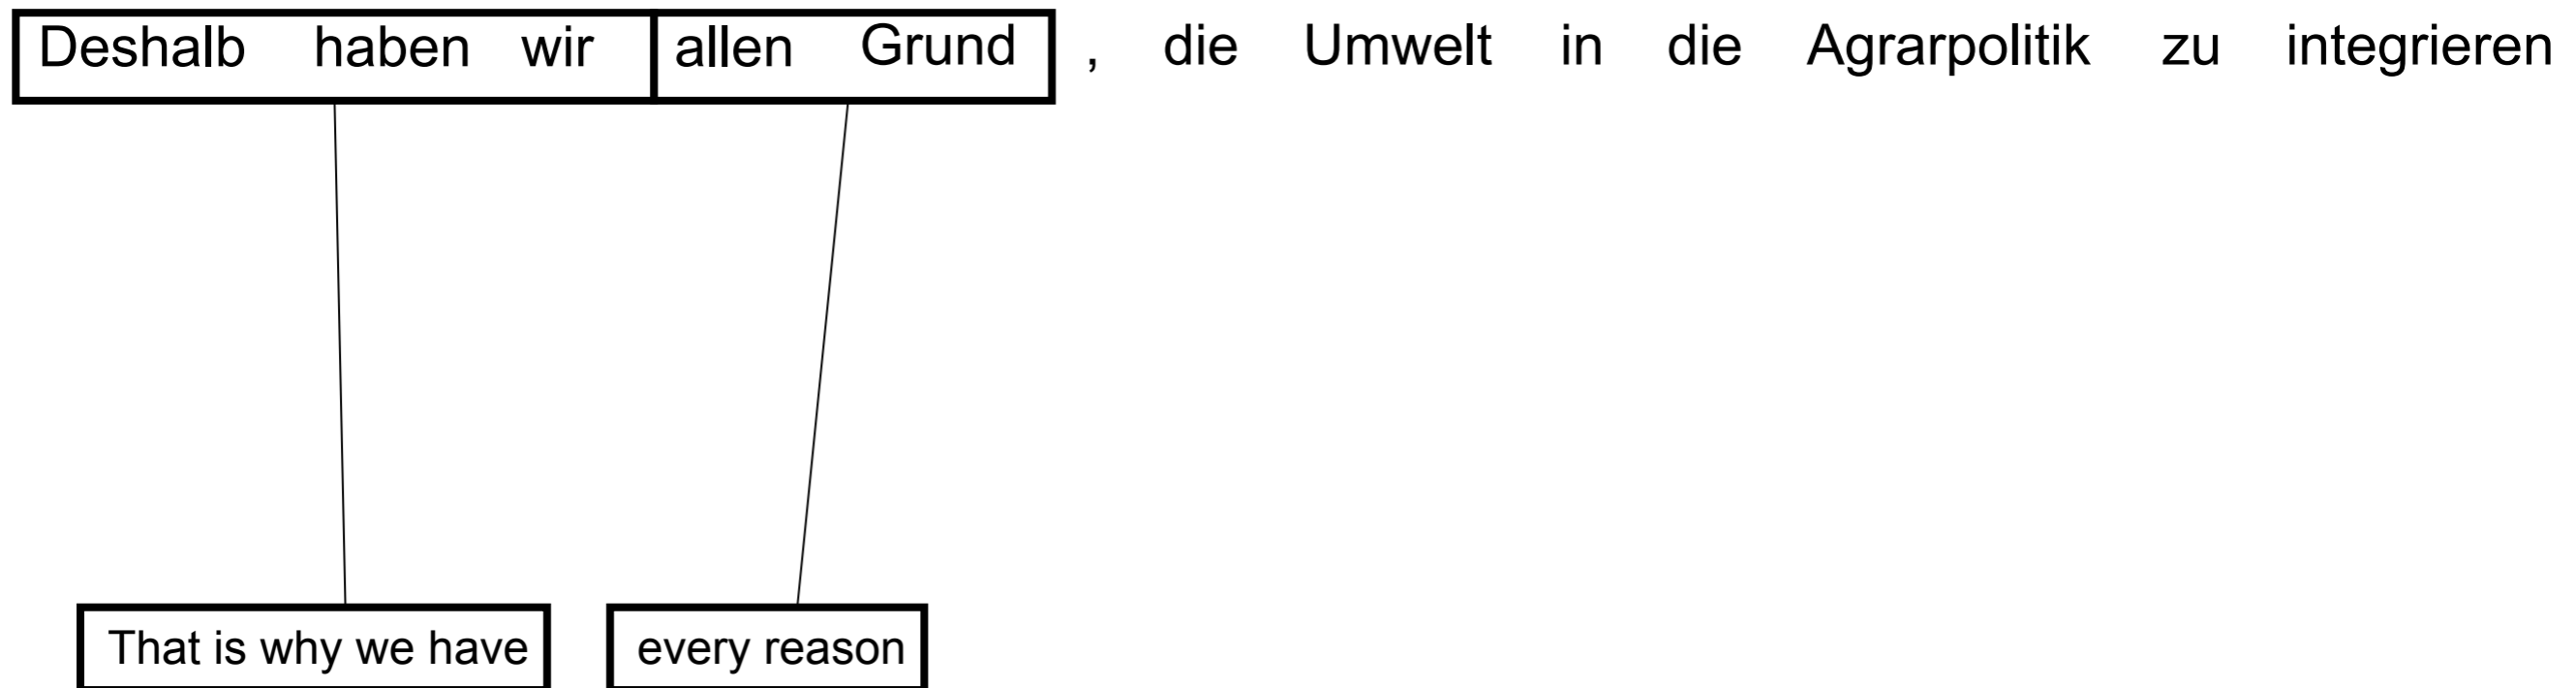 Deshalb haben wir allen Grund , die Umwelt in die Agrarpolitik zu integrieren
That is why we have every reason